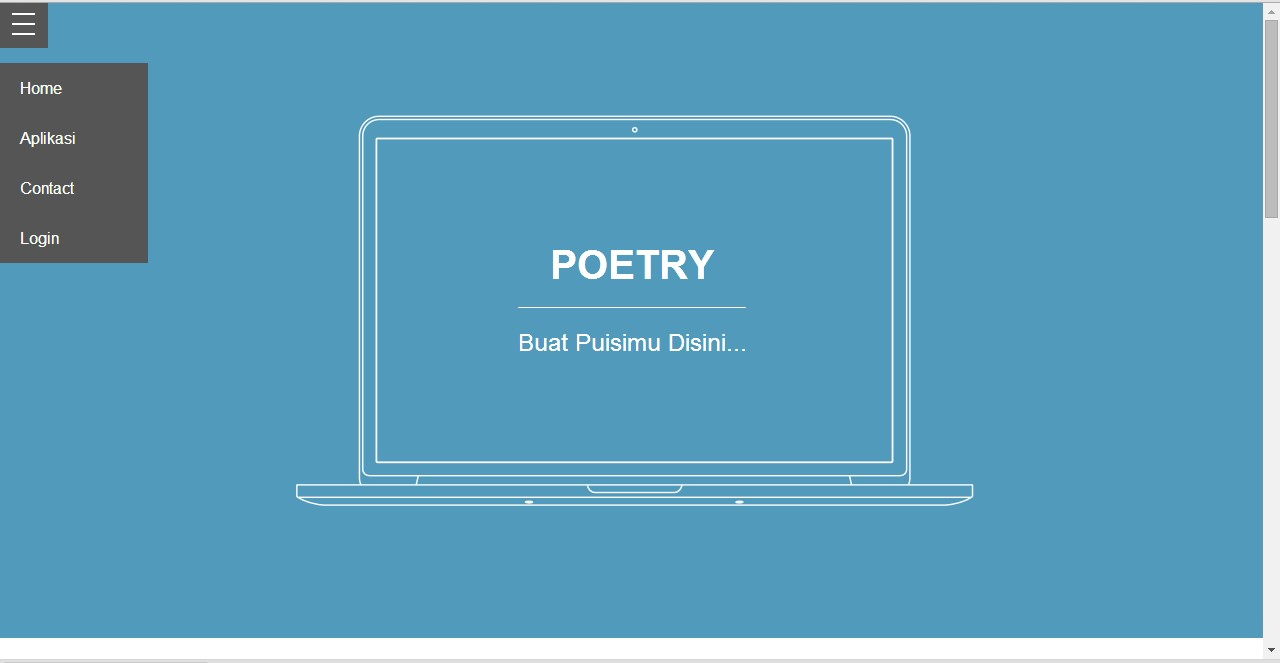 Home
Aplikasi
Contact
Login
POETRY
Buat Puisimu Disini...